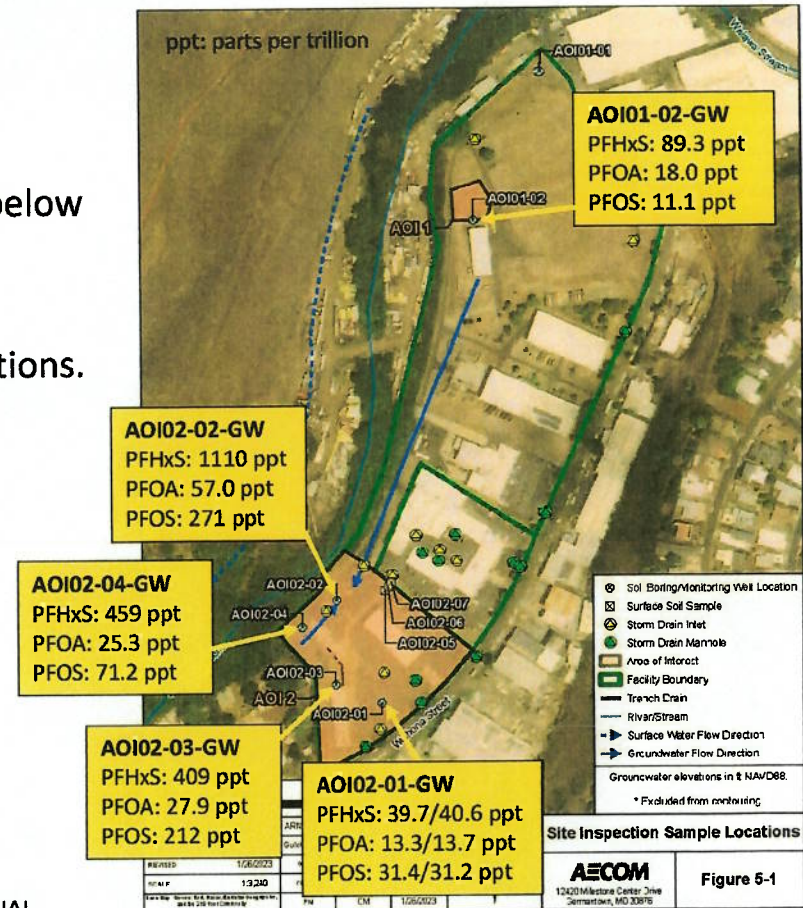 ppt: parts per trillion
AOI01-01
AOI01-02-GW
PFHxS: 89.3 ppt
PFOA: 18.0 ppt
PFOS: 11.1 ppt
below
AOI01-02
AOI 1
tions.
AOI02-02-GW
PFHxS: 1110 ppt
PFOA: 57.0 ppt
PFOS: 271 ppt
AOI02-04-GW
PFHxS: 459 ppt
PFOA: 25.3 ppt
PFOS: 71.2 ppt
AOI02-02
AOI02-04
AOI02-07
AOI02-06
AOI02-05
AOI02-03
AOI 2
AOI02-01
Street
AOI02-03-GW
PFHxS: 409 ppt
PFOA: 27.9 ppt
PFOS: 212 ppt
AOI02-01-GW
PFHxS: 39.7/40.6 ppt
PFOA: 13.3/13.7 ppt
PFOS: 31.4/31.2 ppt
Soil Boring/Monitoring Well Location
Surface Soil Sample
Storm Drain Inlet
Storm Drain Manhole
Area of Interest
Facility Boundary
Trench Drain
River/Stream
Surface Water Flow Direction
Groundwater Flow Direction
Groundwater elevations in ft NAVD88.
* Excluded from contouring
Site Inspection Sample Locations
REVISED 1/26/2023
SCALE 1:3,240
PM CM 1/26/2023
AECOM
12420 Milestone Center Drive
Germantown, MD 20876
Figure 5-1